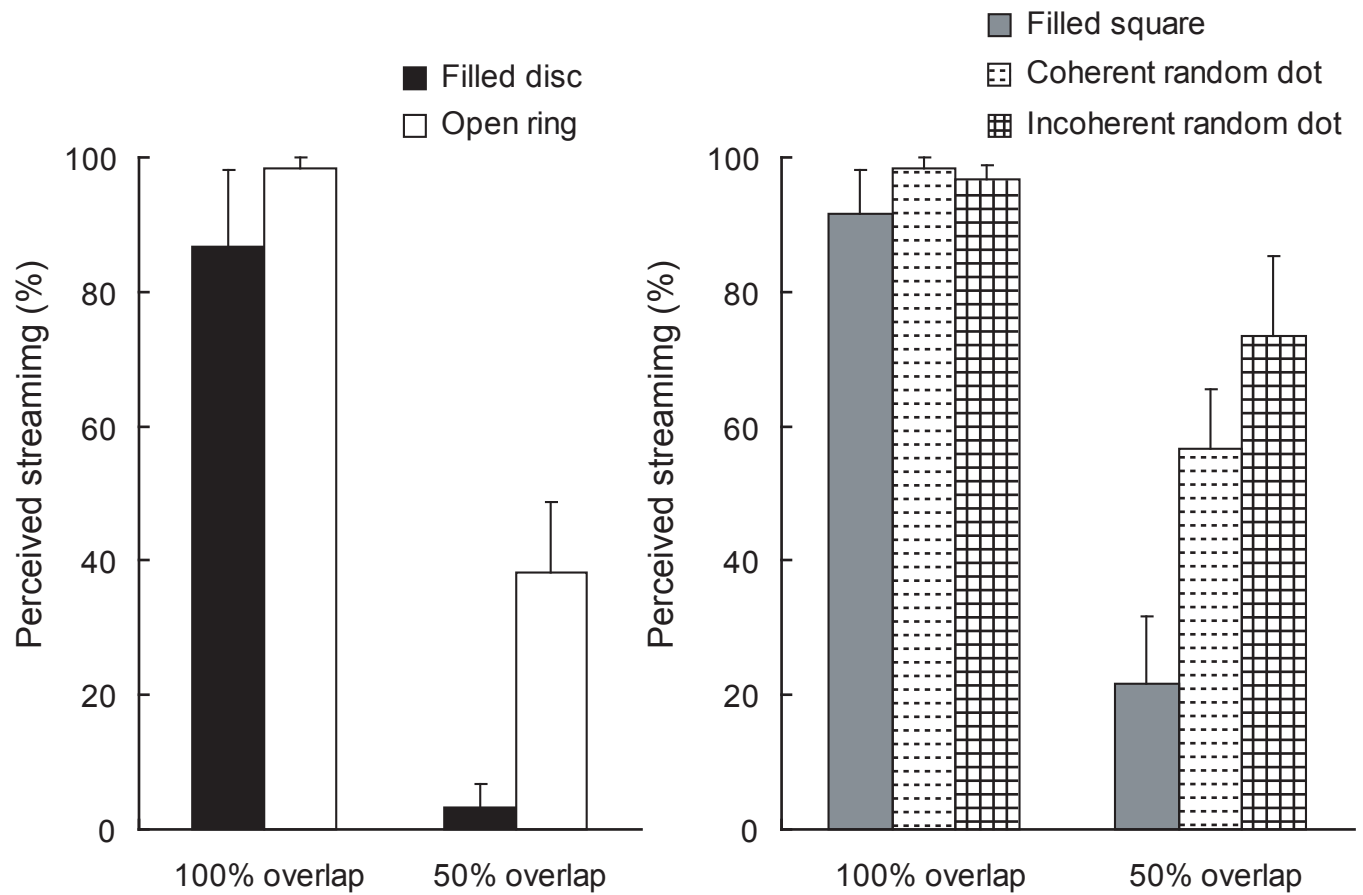 Filled disc
Open ring
Perceived streamimg (%)
100
80
60
40
20
0
100% overlap 50% overlap
Filled square
Coherent random dot
Incoherent random dot
Perceived streamimg (%)
100
80
60
40
20
0
100% overlap 50% overlap